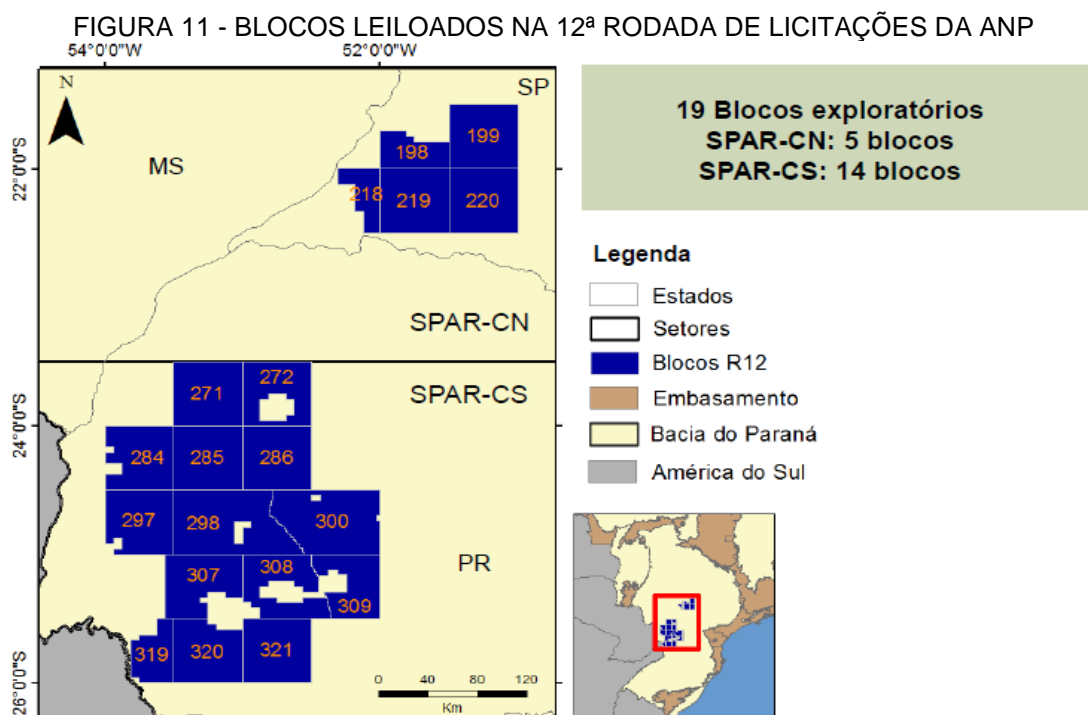 FIGURA 11 - BLOCOS LEILOADOS NA 12ª RODADA DE LICITAÇÕES DA ANP
54°0'0"W
52°0'0"W
N
SP
MS
22°0'0"S
198
199
218
219
220
SPAR-CN
SPAR-CS
24°0'0"S
271
272
284
285
286
297
298
300
PR
307
308
309
319
320
321
26°0'0"S
0 40 80 120
Km
19 Blocos exploratórios
SPAR-CN: 5 blocos
SPAR-CS: 14 blocos
Legenda
Estados
Setores
Blocos R12
Embasamento
Bacia do Paraná
América do Sul